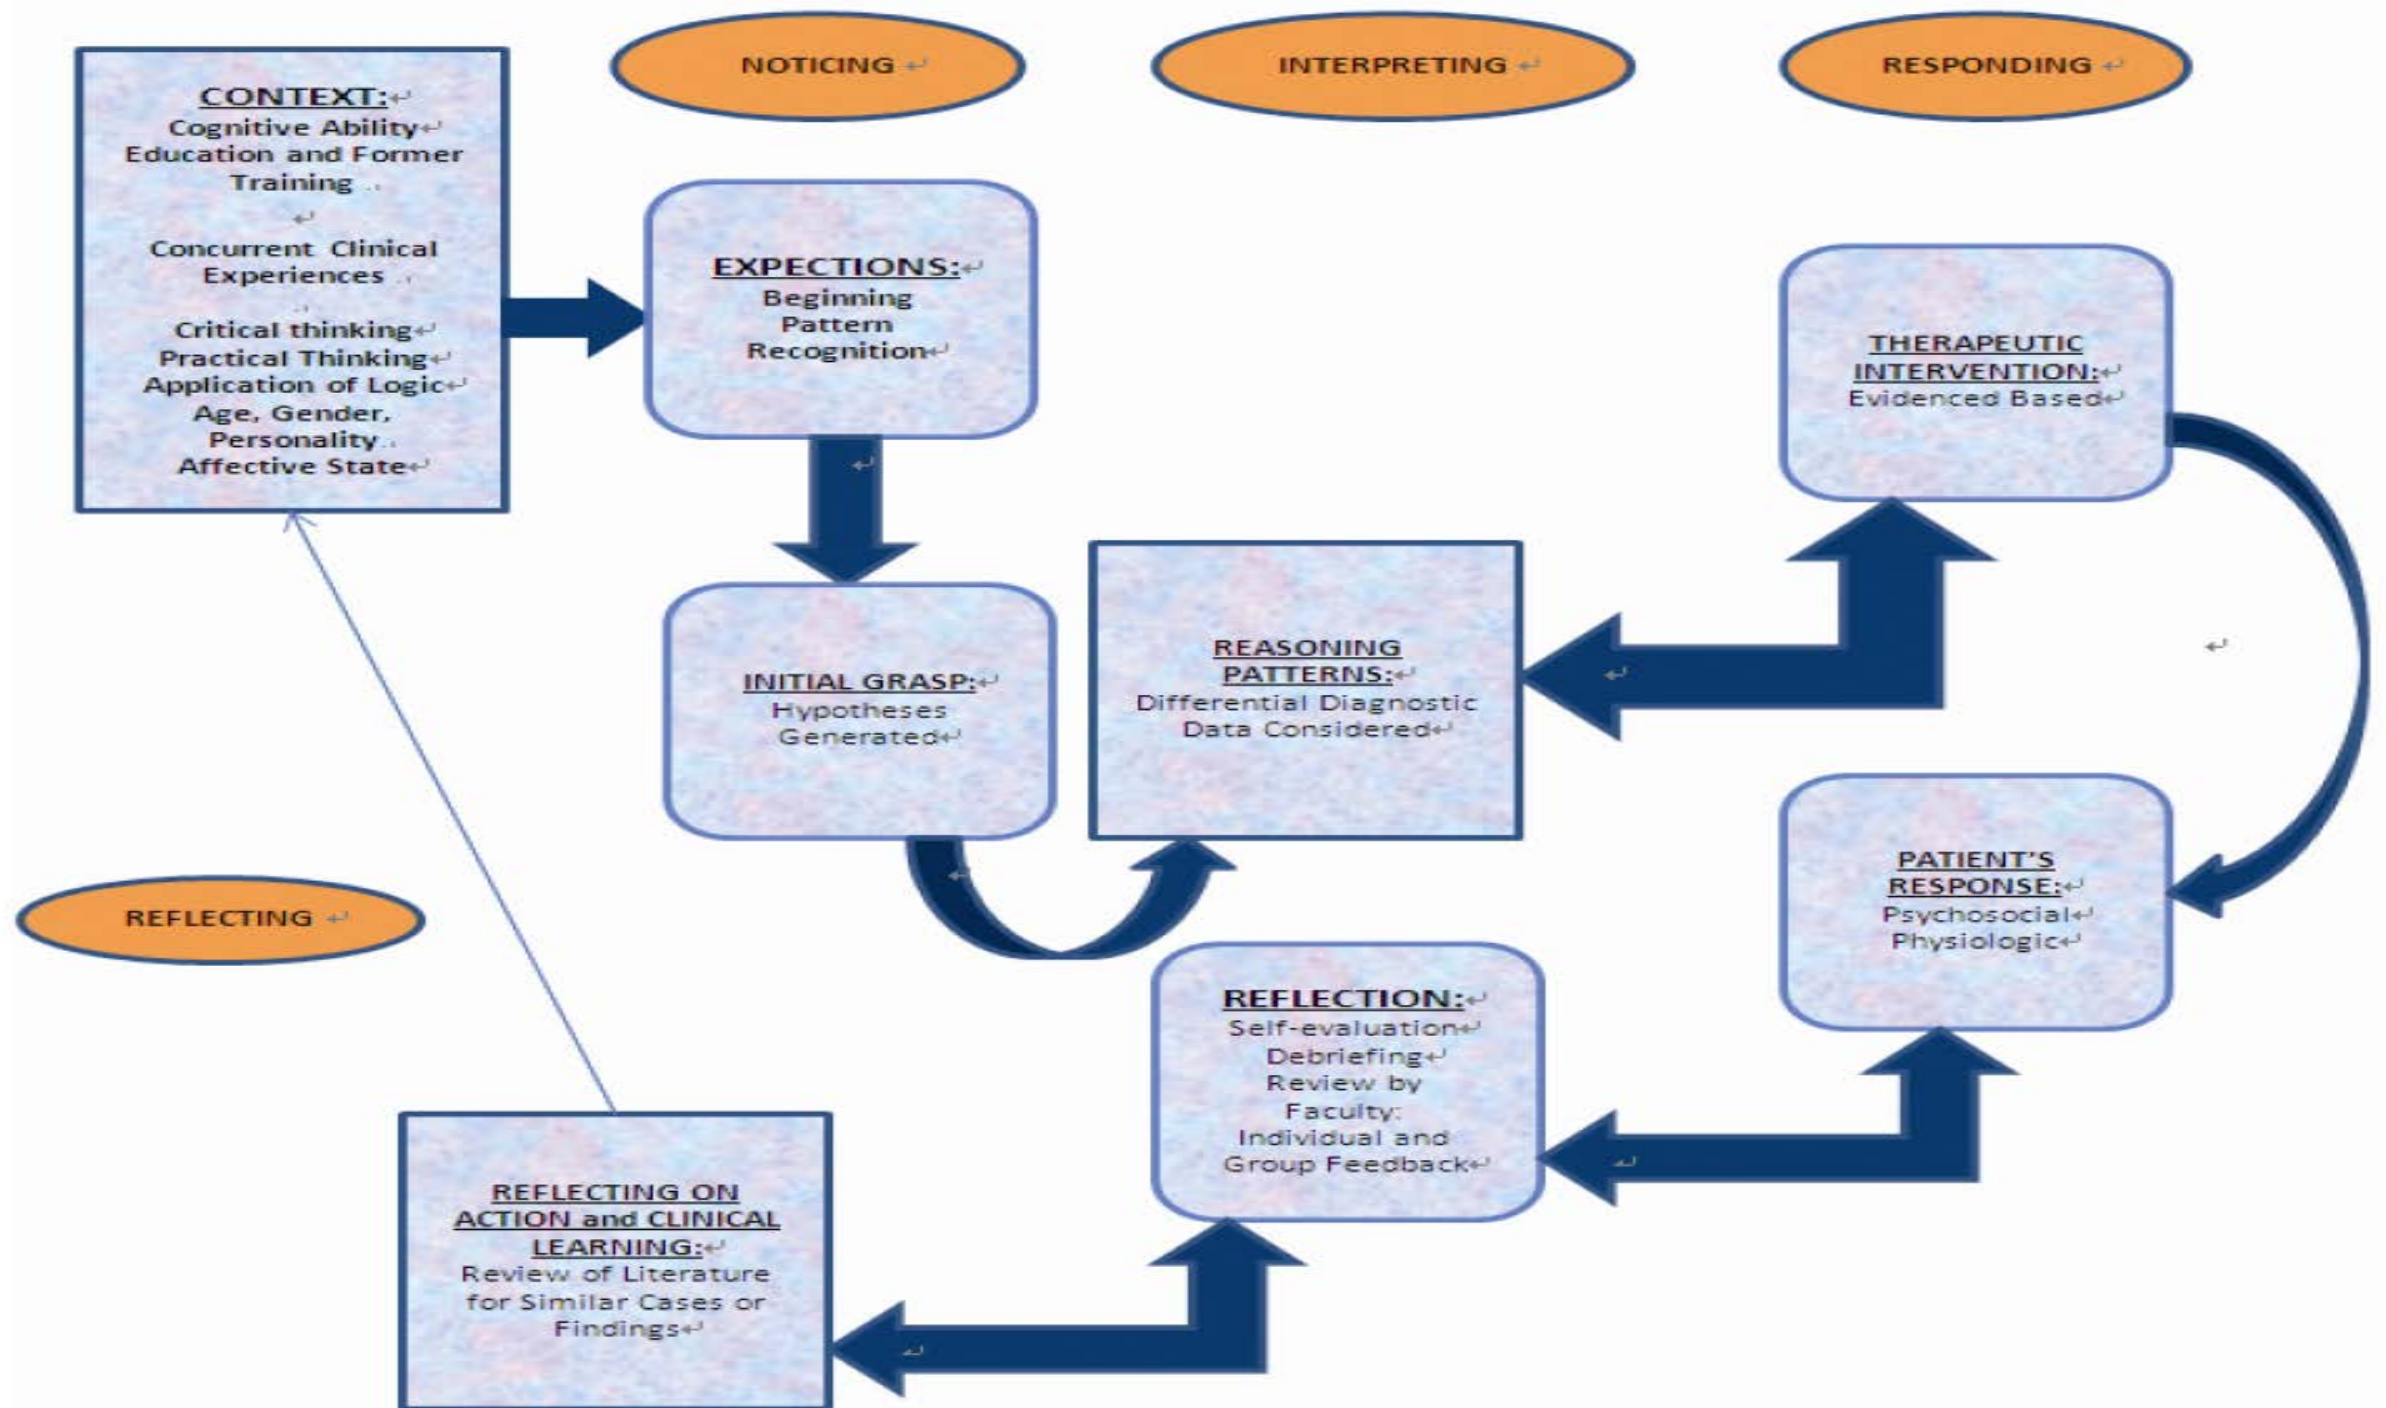 NOTICING
INTERPRETING
RESPONDING
CONTEXT:
Cognitive Ability
Education and Former
Training
Concurrent Clinical
Experiences
Critical thinking
Practical Thinking
Application of Logic
Age, Gender,
Personality
Affective State
EXPECTIONS:
Beginning
Pattern
Recognition
INITIAL GRASP:
Hypotheses
Generated
REASONING
PATTERNS:
Differential Diagnostic
Data Considered
THERAPEUTIC
INTERVENTION:
Evidenced Based
PATIENT'S
RESPONSE:
Psychosocial
Physiologic
REFLECTION:
Self-evaluation
Debriefing
Review by
Faculty:
Individual and
Group Feedback
REFLECTING
REFLECTING ON
ACTION and CLINICAL
LEARNING:
Review of Literature
for Similar Cases or
Findings